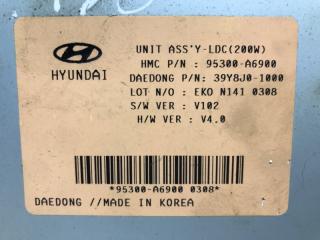 UNIT ASS'Y-LDC(200W)
HYUNDAI
HMC P/N : 95300-A6900
DAEDONG P/N: 39Y8J0-1000
LOT N/O : EKO N141 0308
S/W VER : V102
H/W VER : V4.0
*95300-A6900 0308*
DAEDONG //MADE IN KOREA